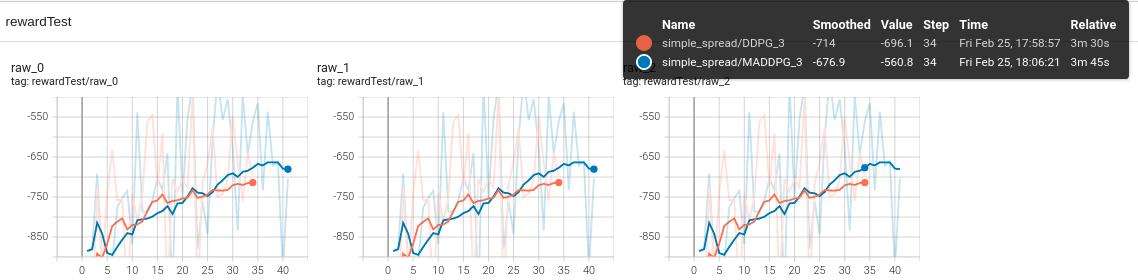 rewardTest
Name Smoothed Value Step Time Relative
simple_spread/DDPG_3 -714 -696.1 34 Fri Feb 25, 17:58:57 3m 30s
simple_spread/MADDPG_3 -676.9 -560.8 34 Fri Feb 25, 18:06:21 3m 45s
raw_0
tag: rewardTest/raw_0
-550
-650
-750
-850
0 5 10 15 20 25 30 35 40
raw_1
tag: rewardTest/raw_1
-550
-650
-750
-850
0 5 10 15 20 25 30 35 40
raw_2
tag: rewardTest/raw_2
-550
-650
-750
-850
0 5 10 15 20 25 30 35 40